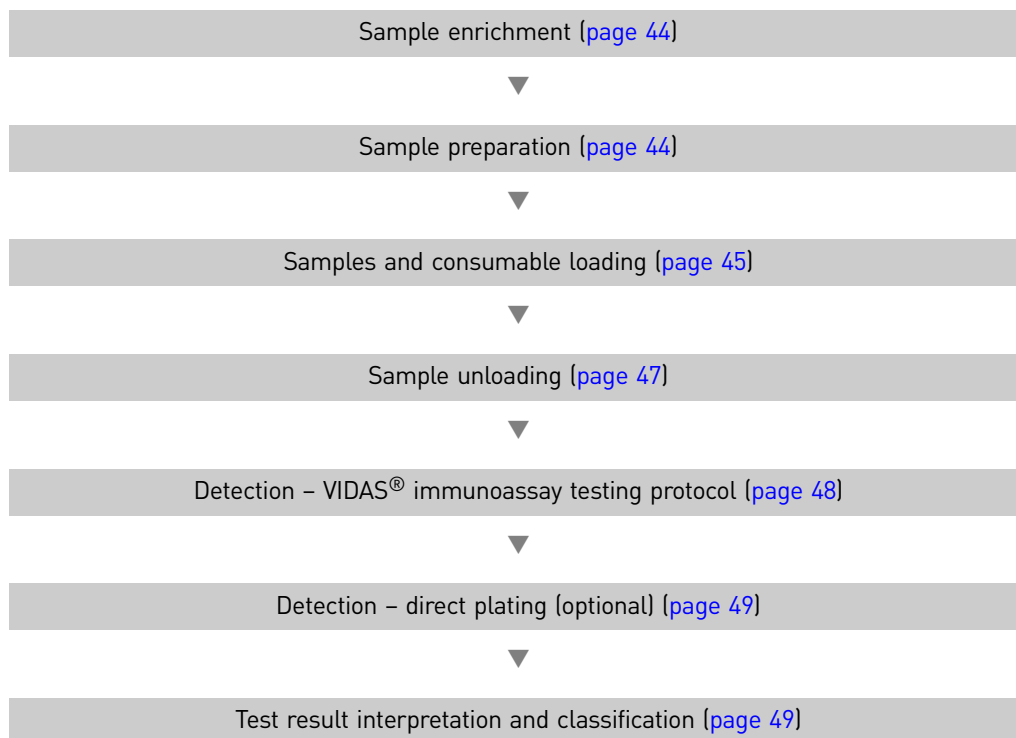 Sample enrichment (page 44)
Sample preparation (page 44)
Samples and consumable loading (page 45)
Sample unloading (page 47)
Detection – VIDAS® immunoassay testing protocol (page 48)
Detection – direct plating (optional) (page 49)
Test result interpretation and classification (page 49)